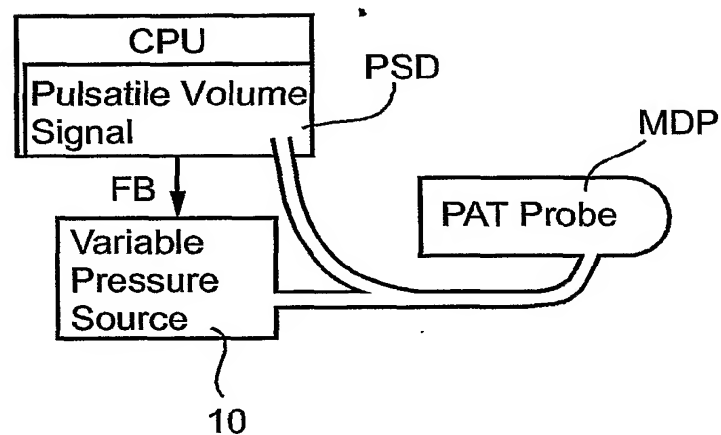 CPU
Pulsatile Volume
Signal
PSD
MDP
FB
PAT Probe
Variable
Pressure
Source
10